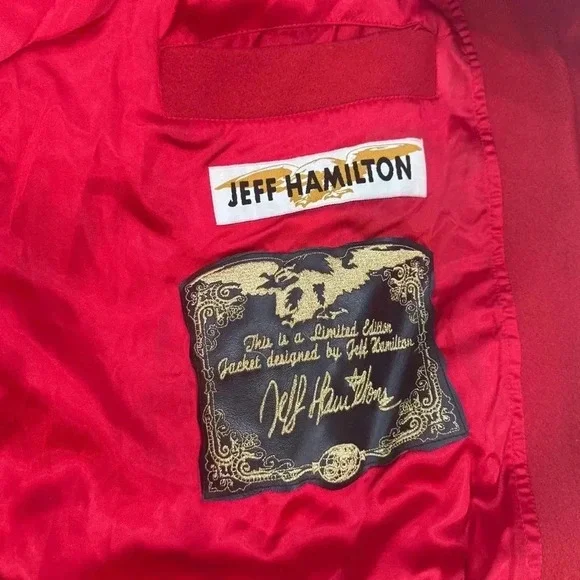 JEFF HAMILTON
This is a Limited Edition
Jacket designed by Jeff Hamilton
Jeff Hamilton